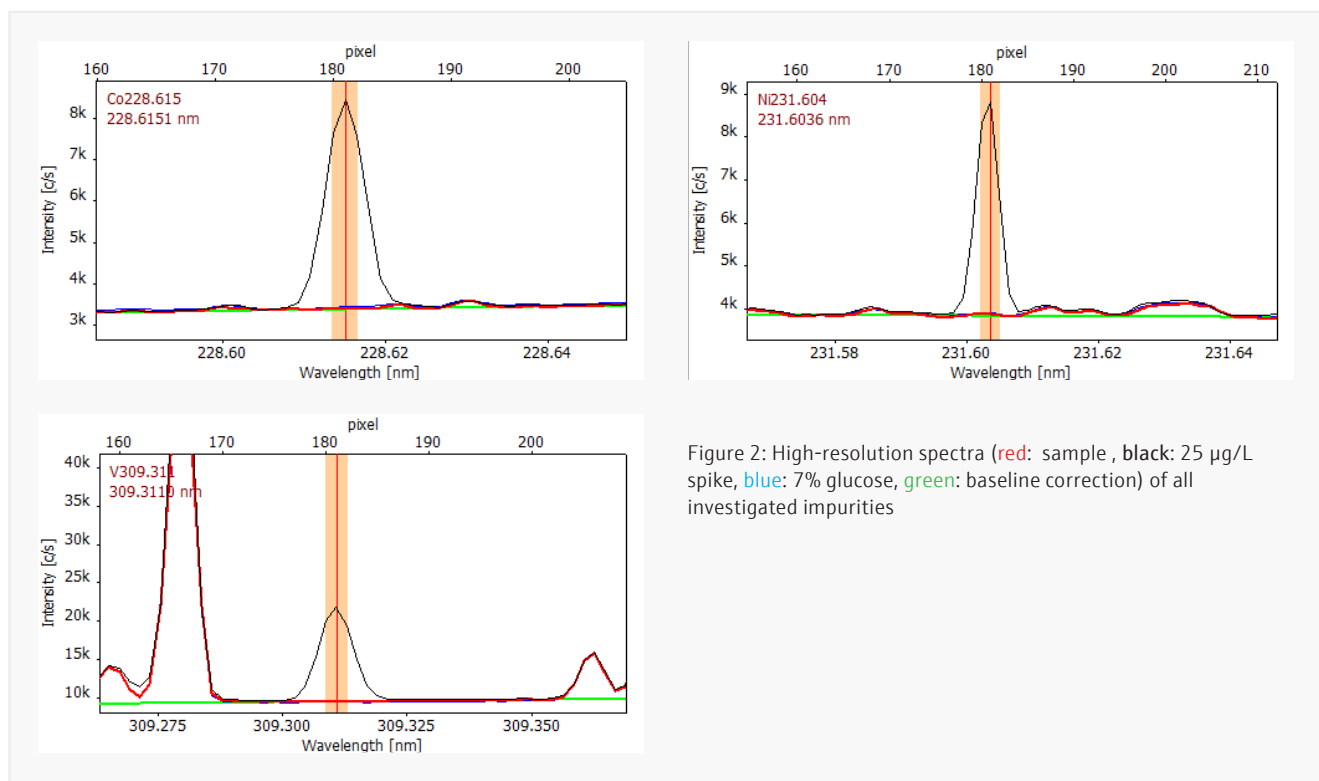 pixel
160 170 180 190 200
Co228.615
228.6151 nm
8k
7k
6k
5k
4k
3k
Intensity [c/s]
228.60 228.62 228.64
Wavelength [nm]
pixel
160 170 180 190 200 210
Ni231.604
231.6036 nm
9k
8k
7k
6k
5k
4k
Intensity [c/s]
231.58 231.60 231.62 231.64
Wavelength [nm]
pixel
160 170 180 190 200
V309.311
309.3110 nm
40k
35k
30k
25k
20k
15k
10k
Intensity [c/s]
309.275 309.300 309.325 309.350
Wavelength [nm]
Figure 2: High-resolution spectra (red: sample , black: 25 µg/L
spike, blue: 7% glucose, green: baseline correction) of all
investigated impurities